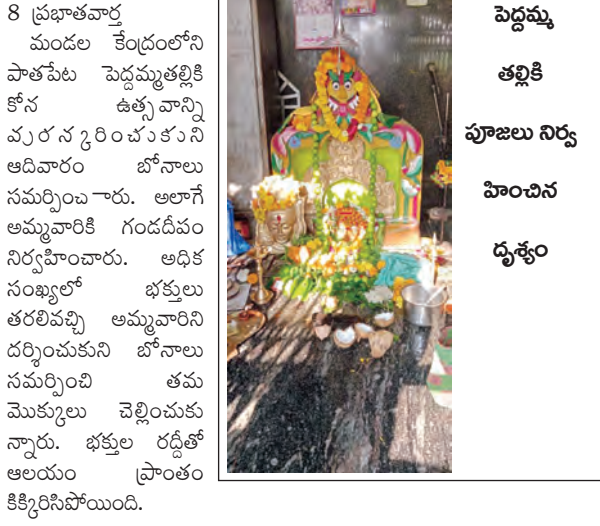 8 ప్రభాతవార్త
మండల కేంద్రంలోని
పాతపేట పెద్దమ్మతల్లికి
కోన ఉత్సవాన్ని
వురస్కరించుకుని
ఆదివారం బోనాలు
సమర్పించారు. అలాగే
అమ్మవారికి గండదీపం
నిర్వహించారు. అధిక
సంఖ్యలో భక్తులు
తరలివచ్చి అమ్మవారిని
దర్శించుకుని బోనాలు
సమర్పించి తమ
మొక్కులు చెల్లించుకు
న్నారు. భక్తుల రద్దీతో
ఆలయం ప్రాంతం
కిక్కిరిసిపోయింది.
పెద్దమ్మ
తల్లికి
పూజలు నిర్వ
హించిన
దృశ్యం